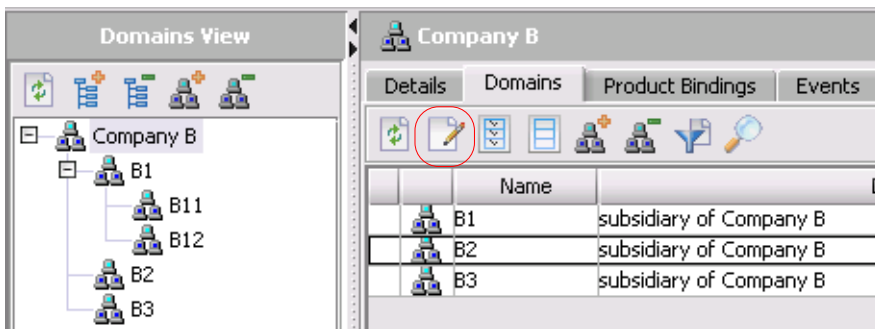 Domains View
Company B
B1
B11
B12
B2
B3
Company B
Details Domains Product Bindings Events
Name
B1 subsidiary of Company B
B2 subsidiary of Company B
B3 subsidiary of Company B